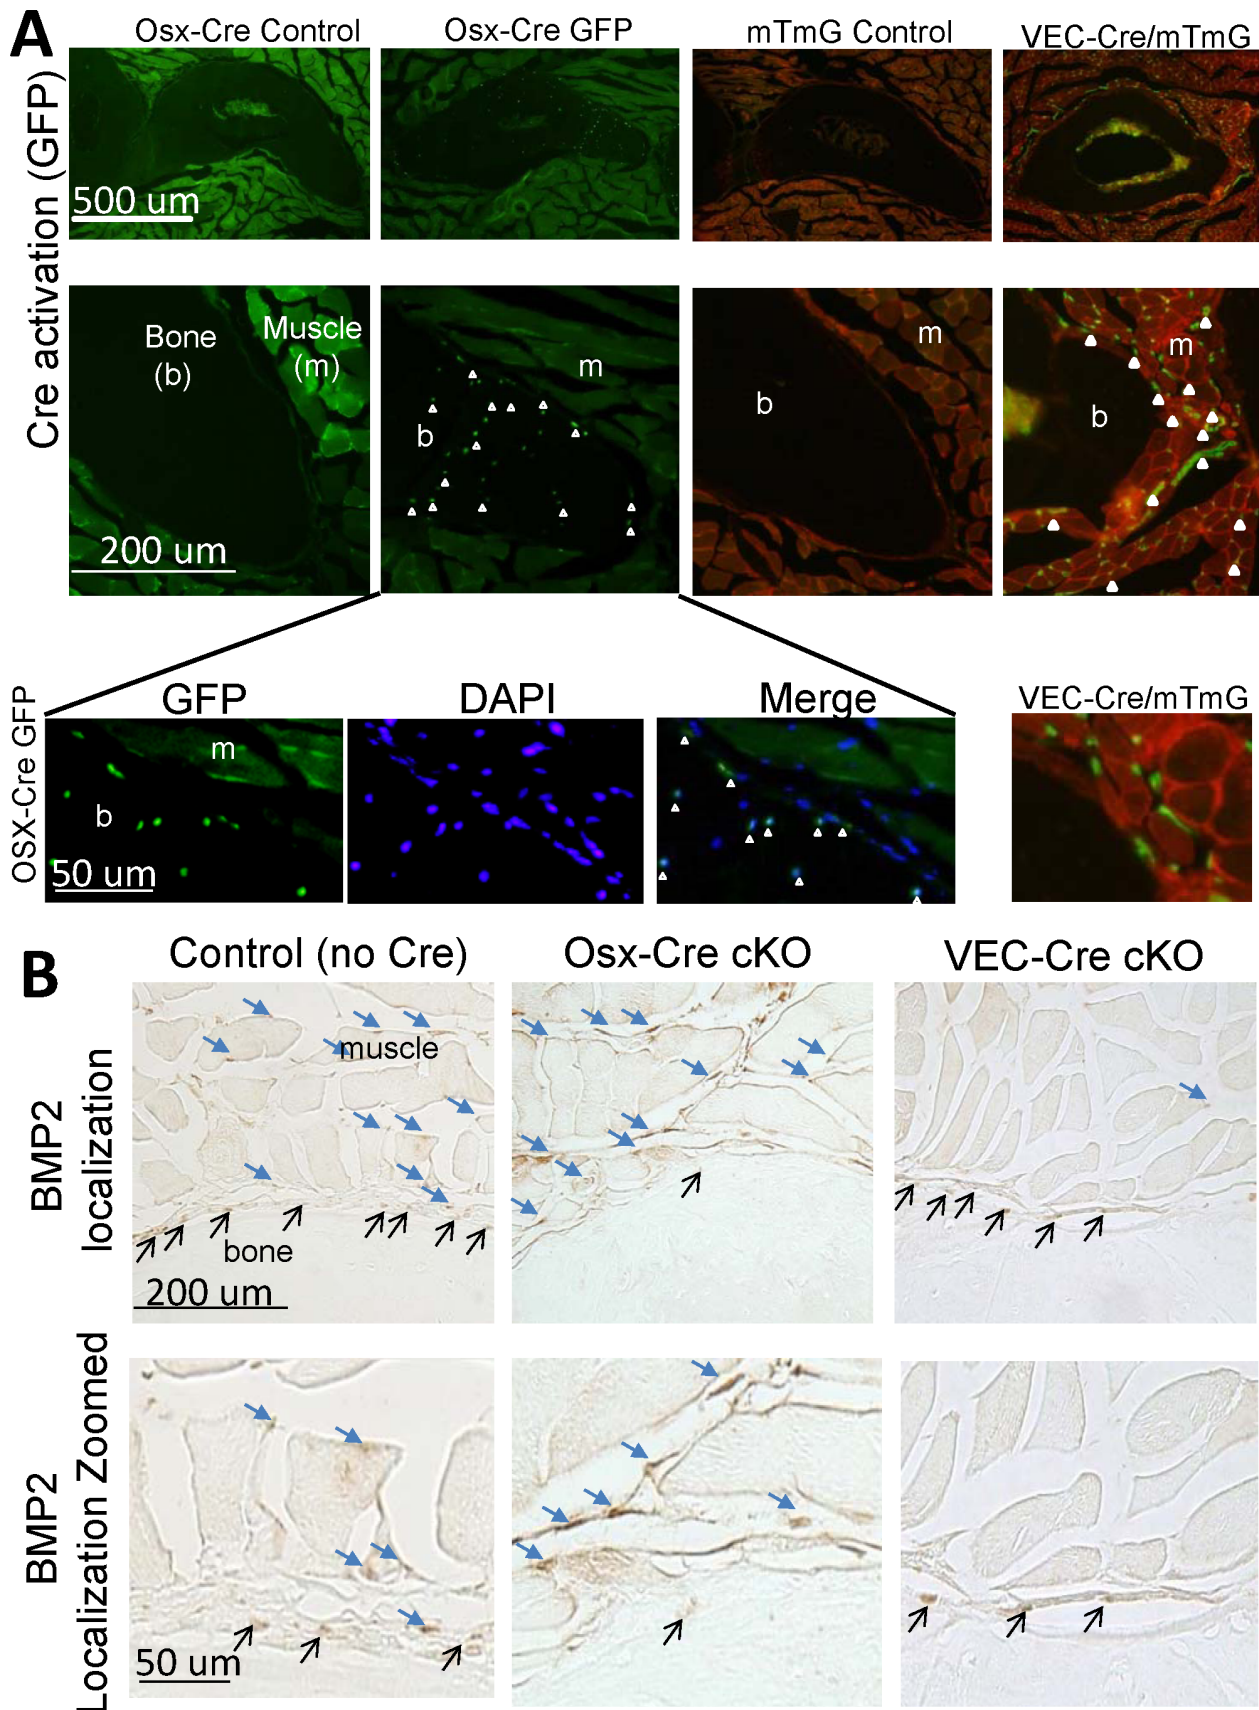 A
Osx-Cre Control
Osx-Cre GFP
mTmG Control
VEC-Cre/mTmG
Cre activation (GFP)
500 um
Bone
(b)
Muscle
(m)
200 um
b
m
b
m
b
m
OSX-Cre GFP
GFP
DAPI
Merge
VEC-Cre/mTmG
m
b
50 um
B
Control (no Cre)
Osx-Cre cKO
VEC-Cre cKO
BMP2
localization
muscle
bone
200 um
BMP2
Localization Zoomed
50 um